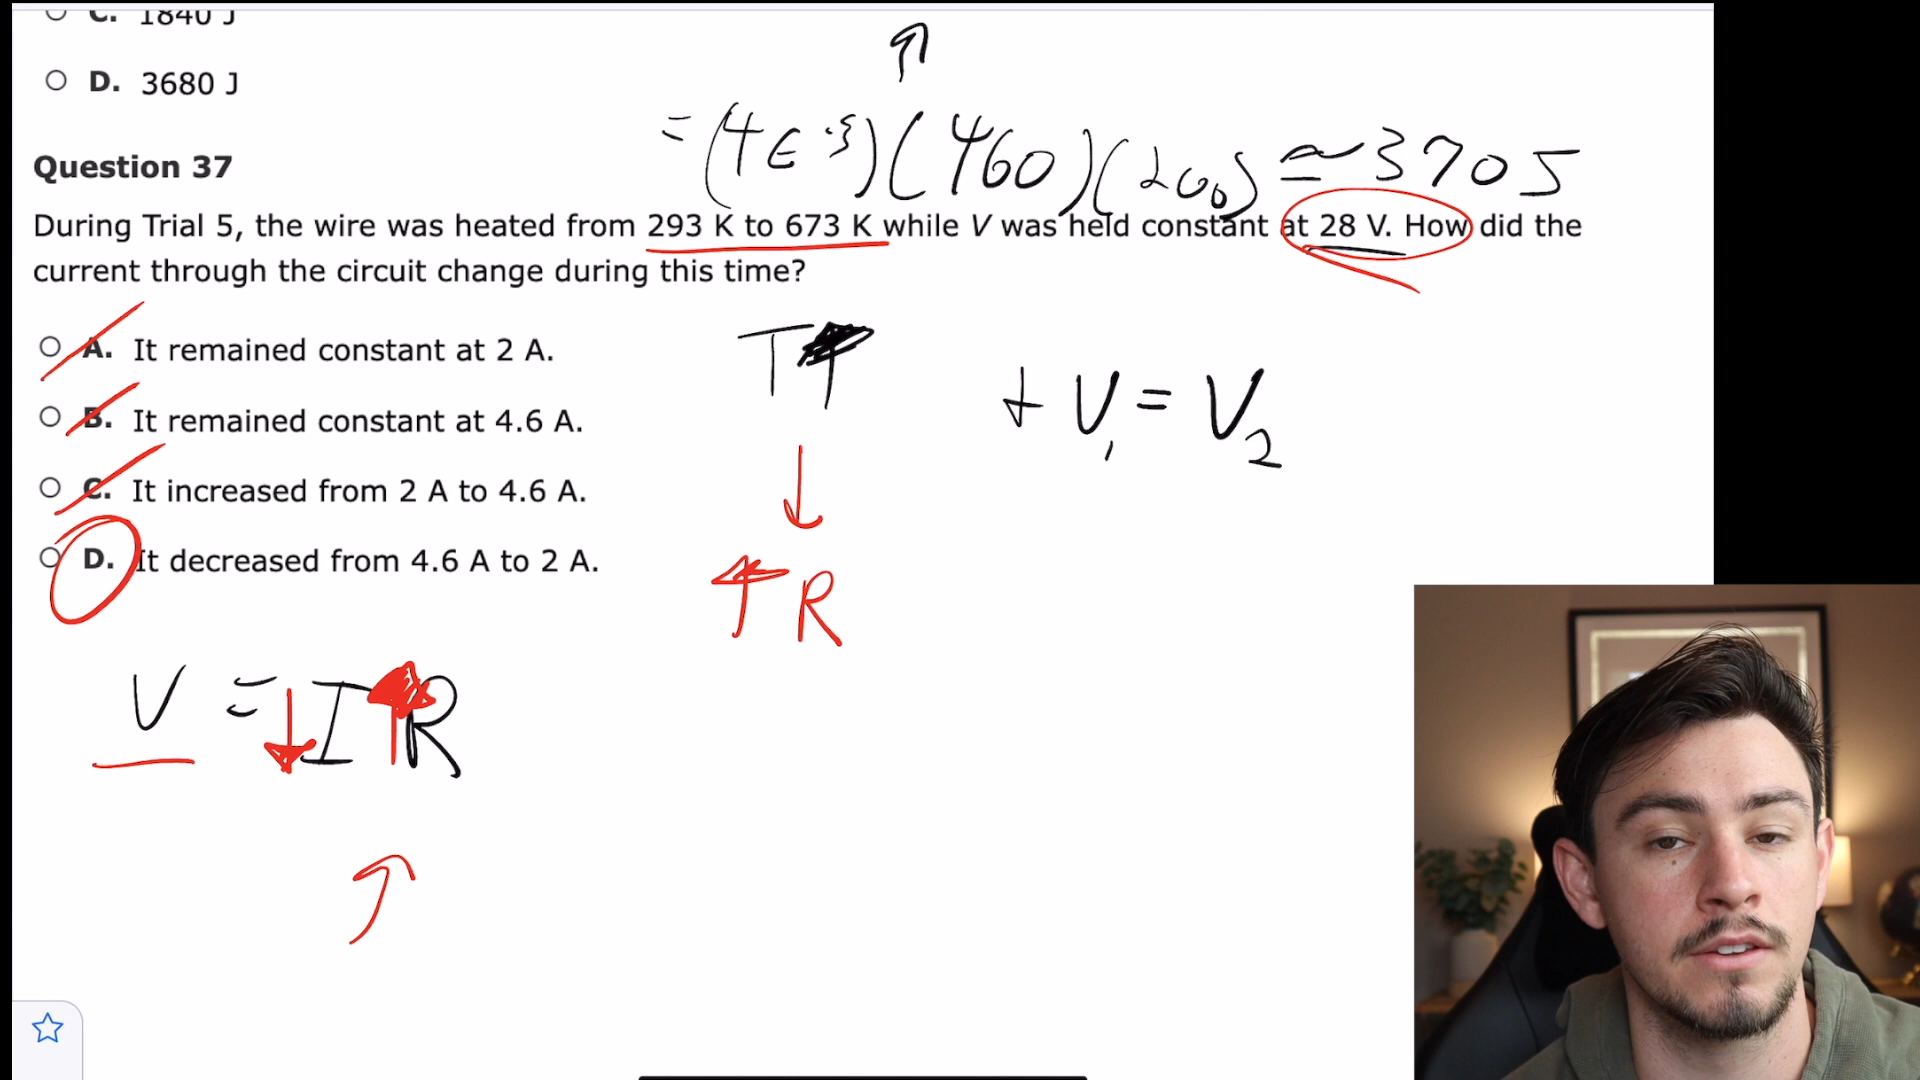 C. 1840 J
D. 3680 J
= (4E-3)(460)(200) ≈ 3705
Question 37
During Trial 5, the wire was heated from 293 K to 673 K while V was held constant at 28 V. How did the
current through the circuit change during this time?
A. It remained constant at 2 A.
B. It remained constant at 4.6 A.
C. It increased from 2 A to 4.6 A.
D. It decreased from 4.6 A to 2 A.
T↑
+ V₁ = V₂
↓
↑ R
V = ↓I ↑R